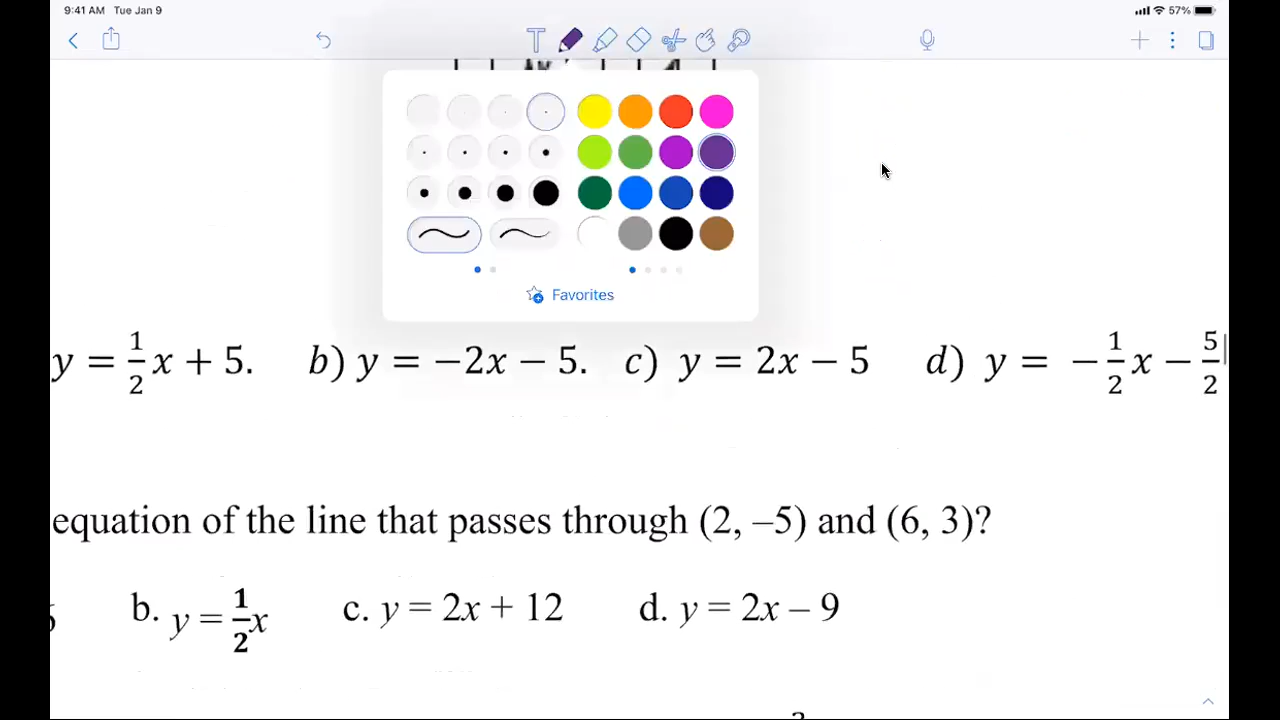 9:41 AM Tue Jan 9 57%
T
Favorites
y = 1/2 x + 5. b) y = −2x − 5. c) y = 2x − 5 d) y = −1/2 x − 5/2
equation of the line that passes through (2, –5) and (6, 3)?
b. y = 1/2 x c. y = 2x + 12 d. y = 2x – 9